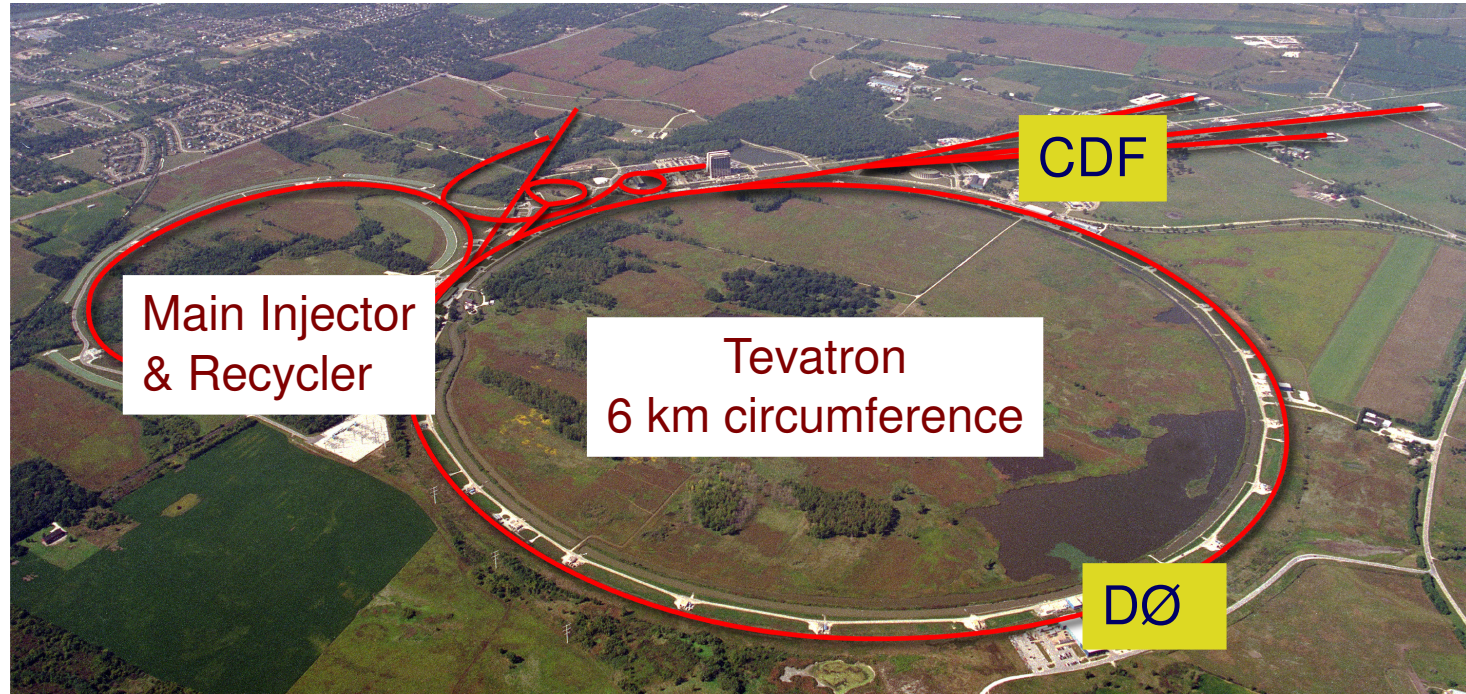 CDF
Main Injector
& Recycler
Tevatron
6 km circumference
DØ